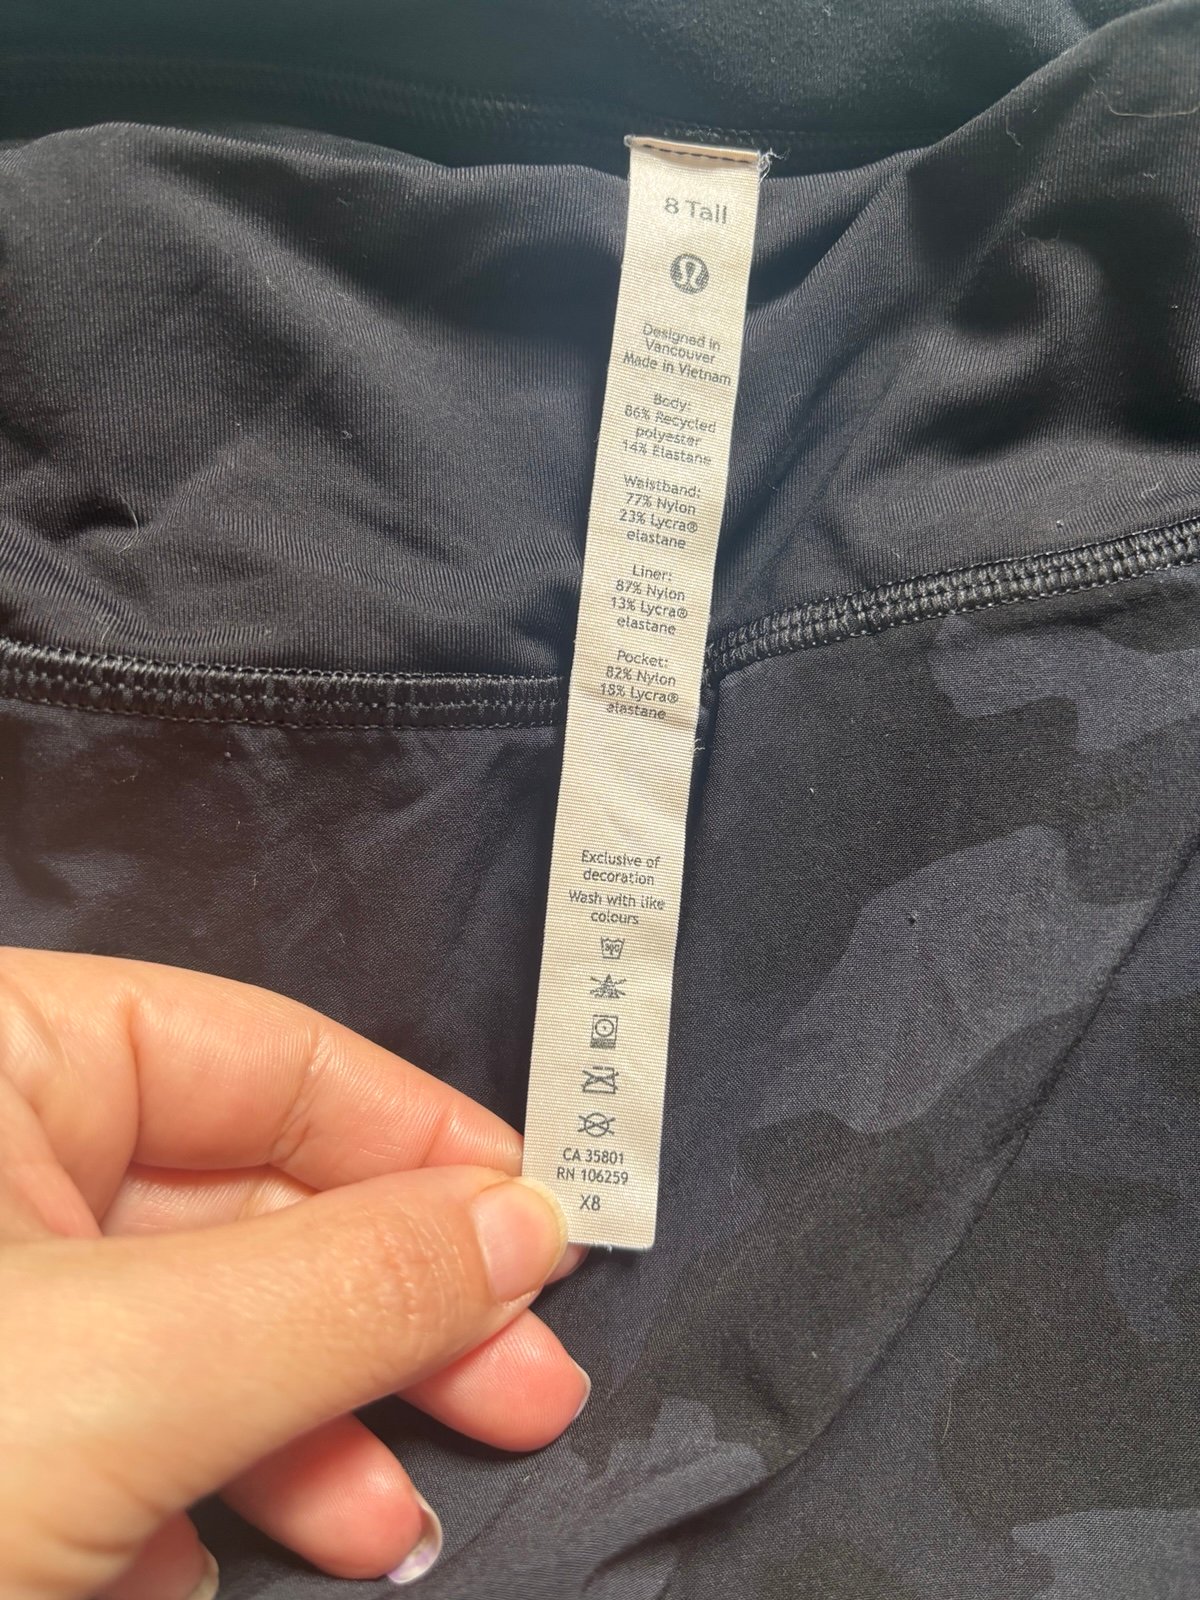 8 Tall
Designed in
Vancouver
Made in Vietnam
Body:
86% Recycled
polyester
14% Elastane
Waistband:
77% Nylon
23% Lycra®
elastane
Liner:
87% Nylon
13% Lycra®
elastane
Pocket:
82% Nylon
18% Lycra®
elastane
Exclusive of
decoration
Wash with like
colours
30C
CA 35801
RN 106259
X8